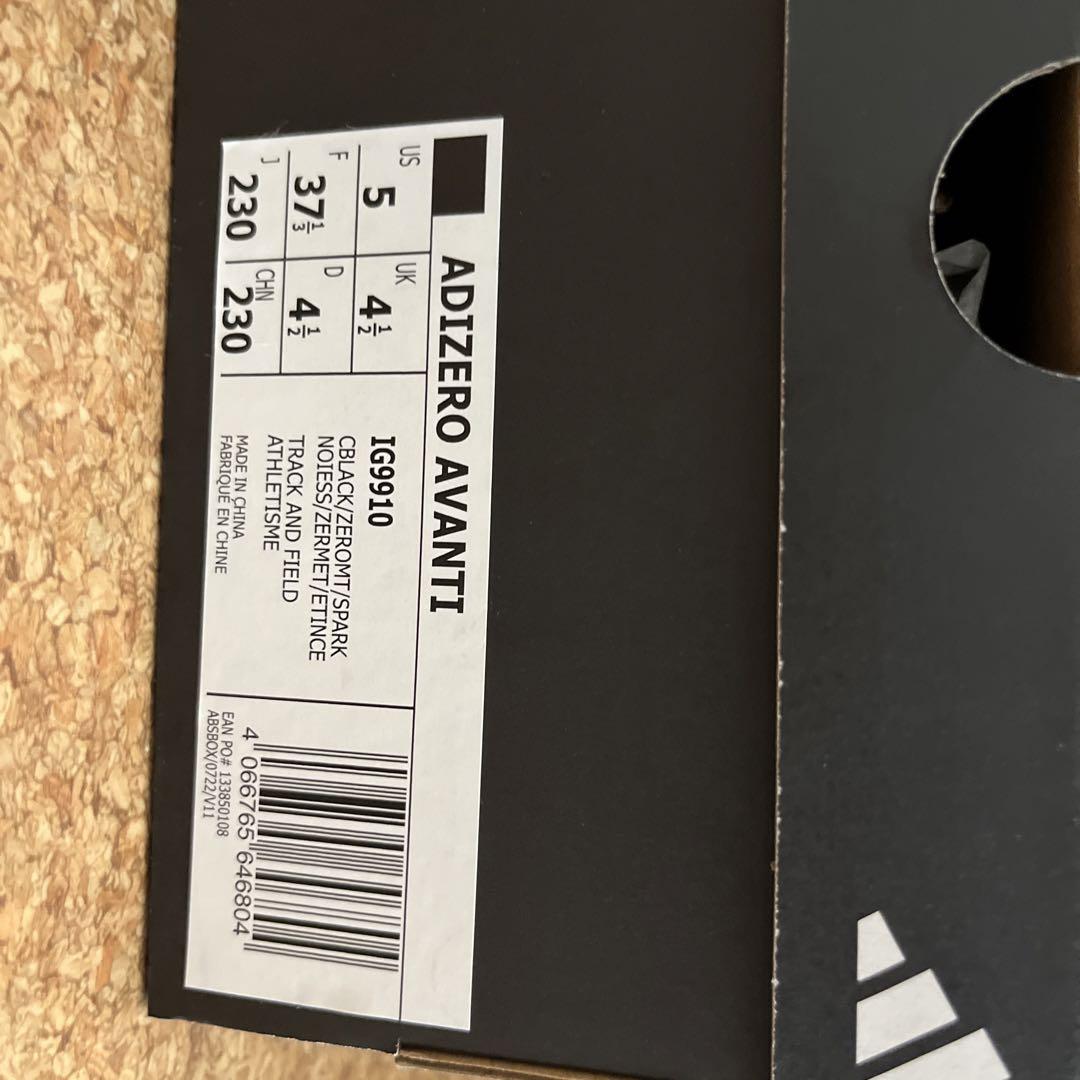 ADIZERO AVANTI
US 5 UK 4½
F 37⅓ D 4½
J 230 CHN 230
IG9910
CBLACK/ZEROMT/SPARK
NOIESS/ZERMET/ETINCE
TRACK AND FIELD
ATHLETISME
MADE IN CHINA
FABRIQUÉ EN CHINE
4 066765 646804
EAN PO# 133850108
ABSBOX/0722/V11